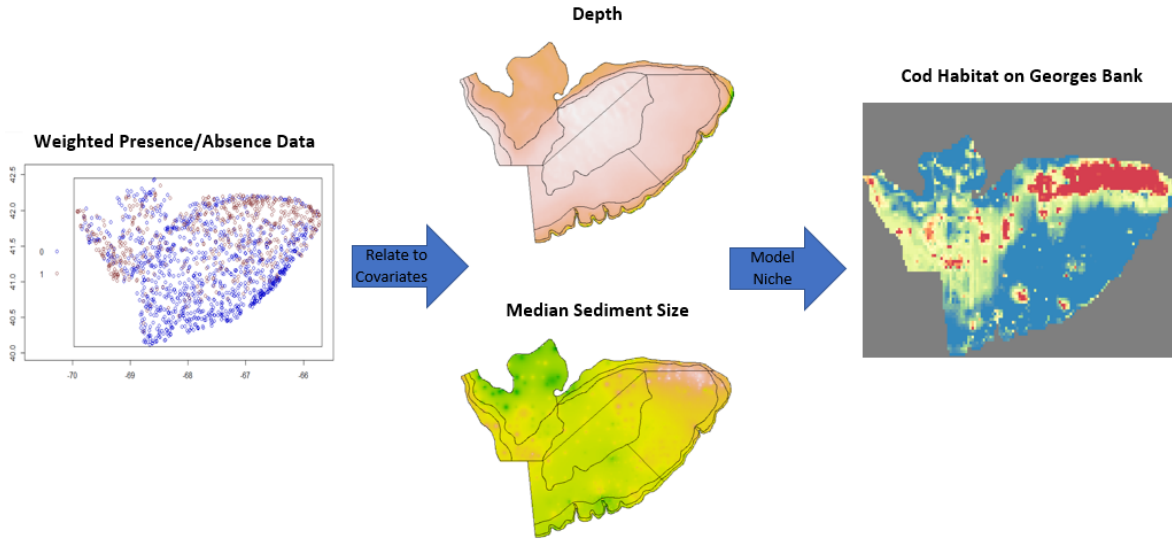 Depth
Cod Habitat on Georges Bank
Weighted Presence/Absence Data
42.5
42.0
41.5
41.0
40.5
40.0
0
1
-70
-69
-68
-67
-66
Relate to
Covariates
Model
Niche
Median Sediment Size